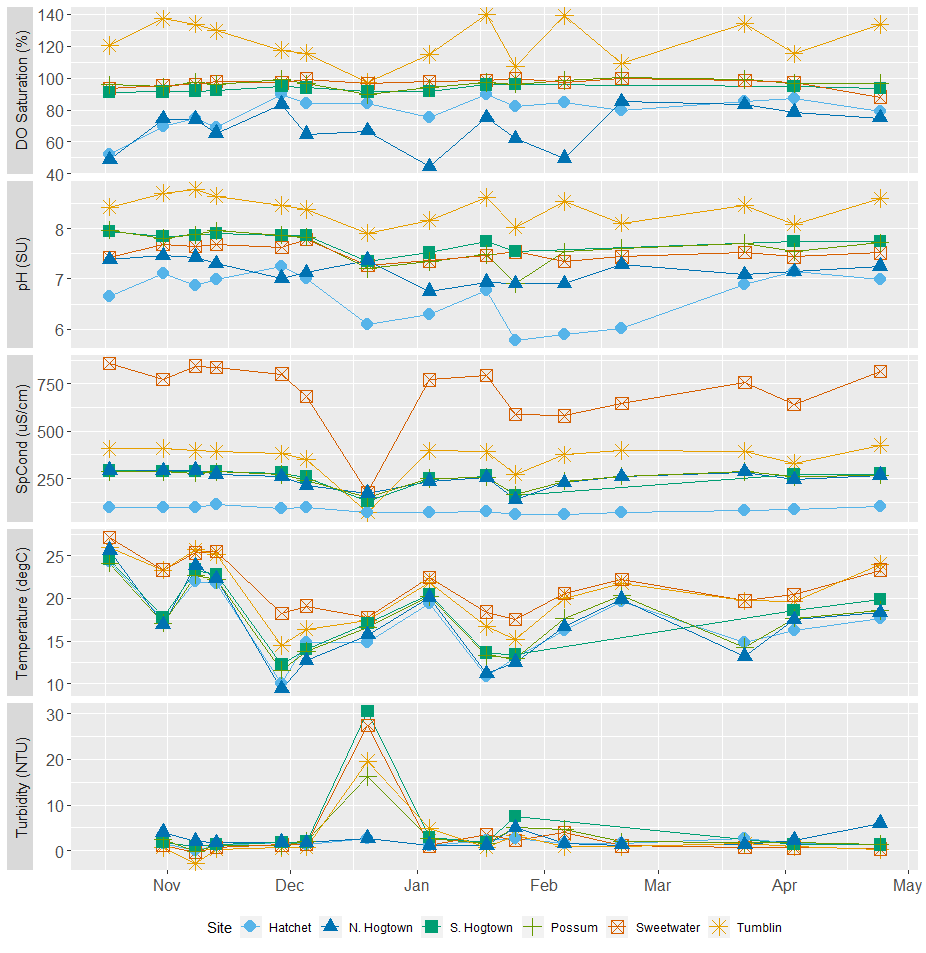 DO Saturation (%)
140
120
100
80
60
40
pH (SU)
8
7
6
SpCond (uS/cm)
750
500
250
Temperature (degC)
25
20
15
10
Turbidity (NTU)
30
20
10
0
Nov Dec Jan Feb Mar Apr May
Site Hatchet N. Hogtown S. Hogtown Possum Sweetwater Tumblin